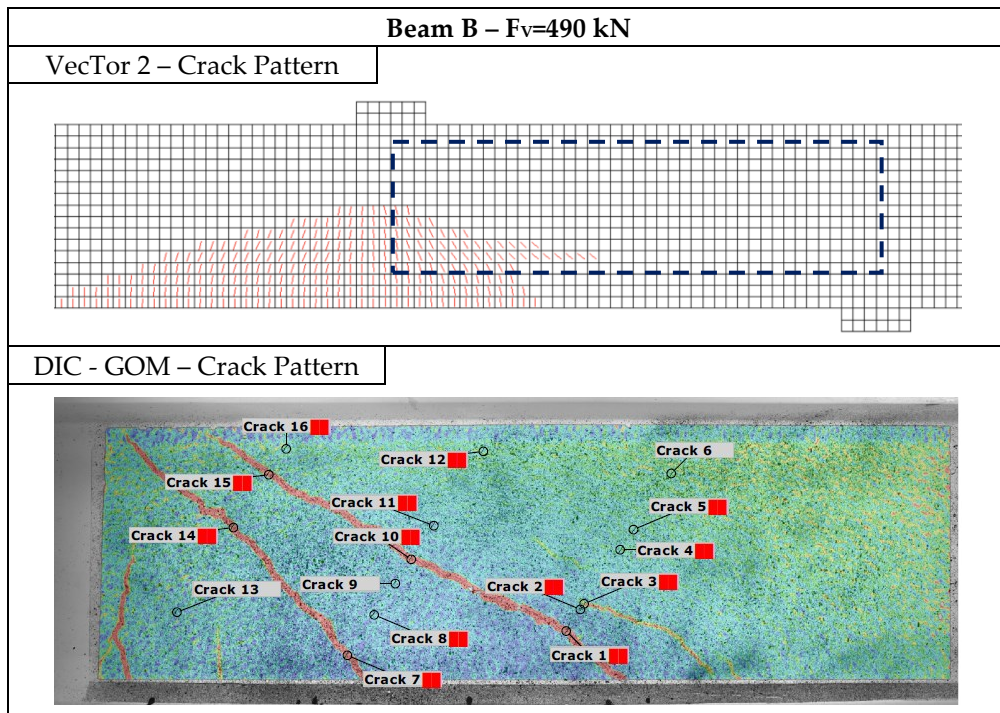 Beam B – Fv=490 kN
VecTor 2 – Crack Pattern
DIC - GOM – Crack Pattern
Crack 16
Crack 12
Crack 6
Crack 15
Crack 11
Crack 5
Crack 14
Crack 10
Crack 4
Crack 13
Crack 9
Crack 2
Crack 3
Crack 8
Crack 1
Crack 7